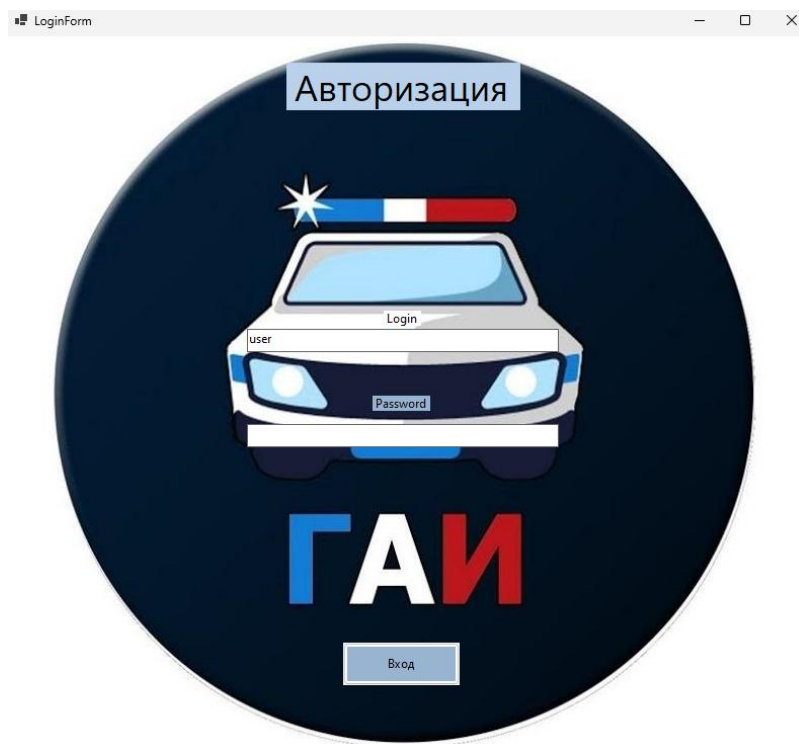 LoginForm
Авторизация
Login
user
Password
ГАИ
Вход